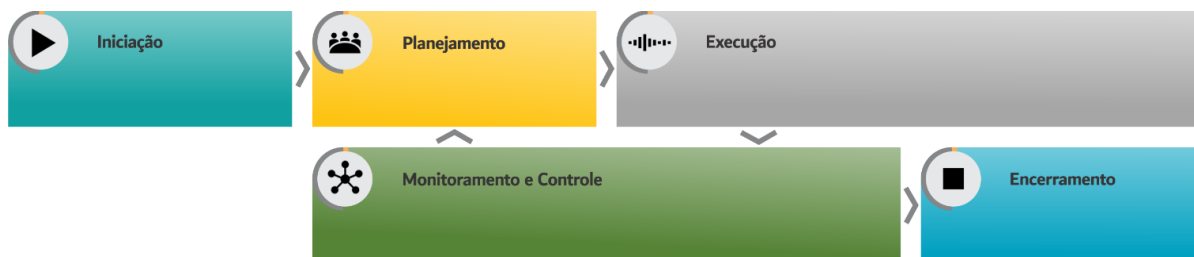 Iniciação
Planejamento
Execução
Monitoramento e Controle
Encerramento